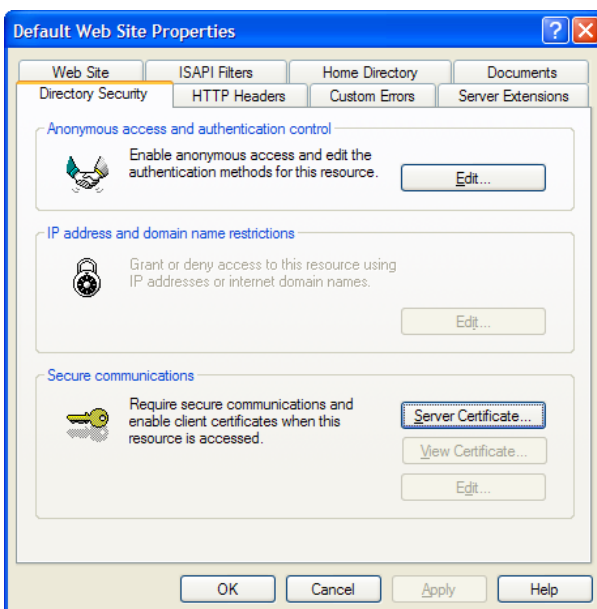 Default Web Site Properties
Web Site ISAPI Filters Home Directory Documents
Directory Security HTTP Headers Custom Errors Server Extensions
Anonymous access and authentication control
Enable anonymous access and edit the
authentication methods for this resource.
Edit...
IP address and domain name restrictions
Grant or deny access to this resource using
IP addresses or internet domain names.
Edit...
Secure communications
Require secure communications and
enable client certificates when this
resource is accessed.
Server Certificate...
View Certificate...
Edit...
OK Cancel Apply Help